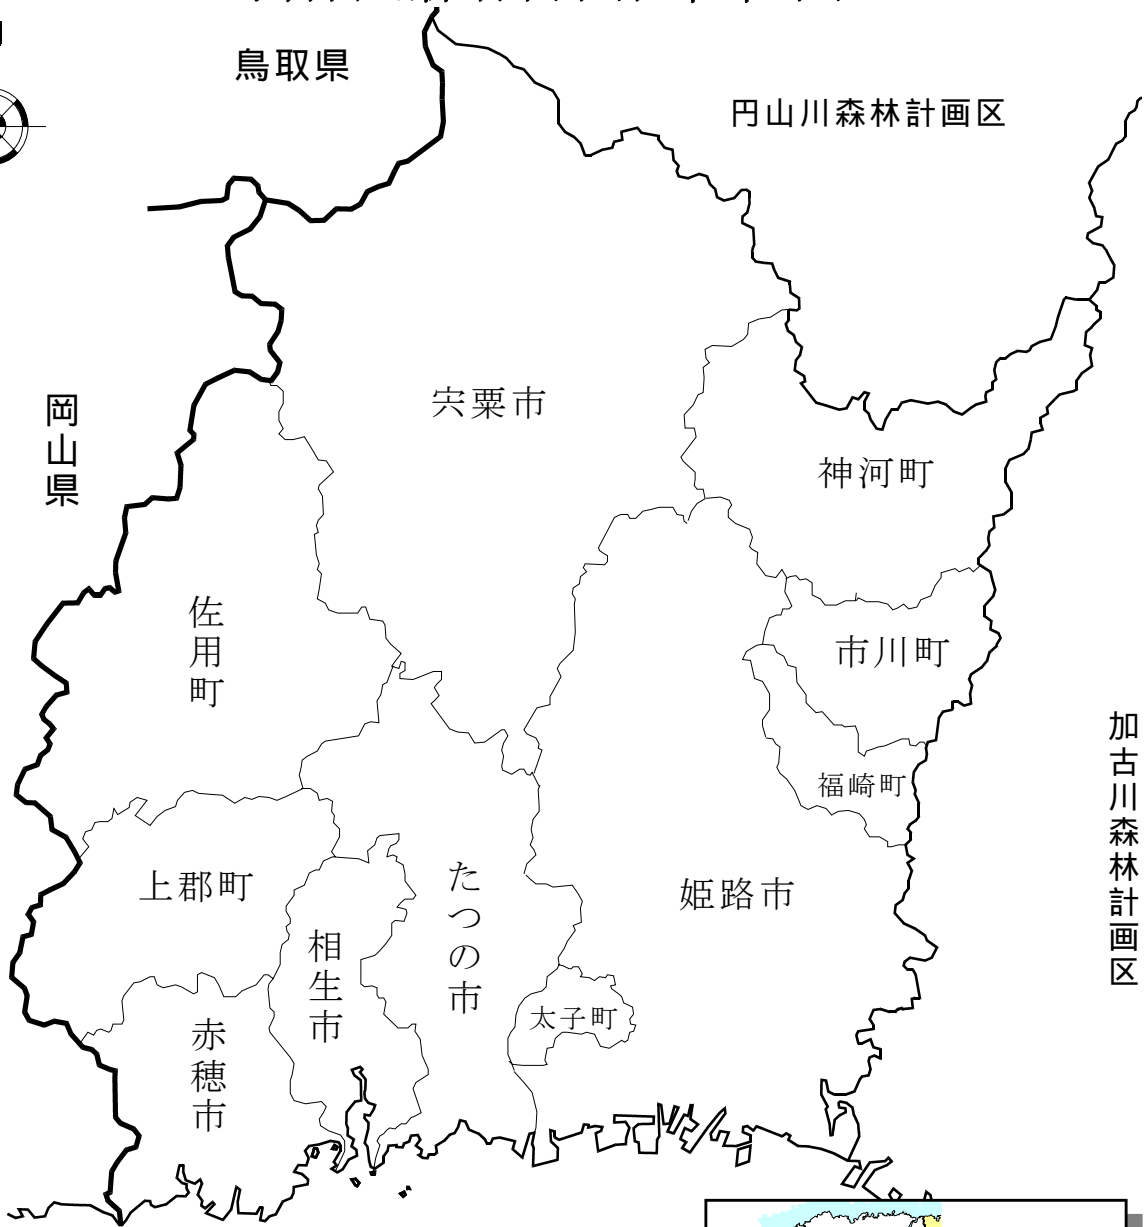 鳥取県
円山川森林計画区
岡山県
宍粟市
神河町
佐用町
市川町
加古川森林計画区
福崎町
上郡町
たつの市
姫路市
相生市
太子町
赤穂市